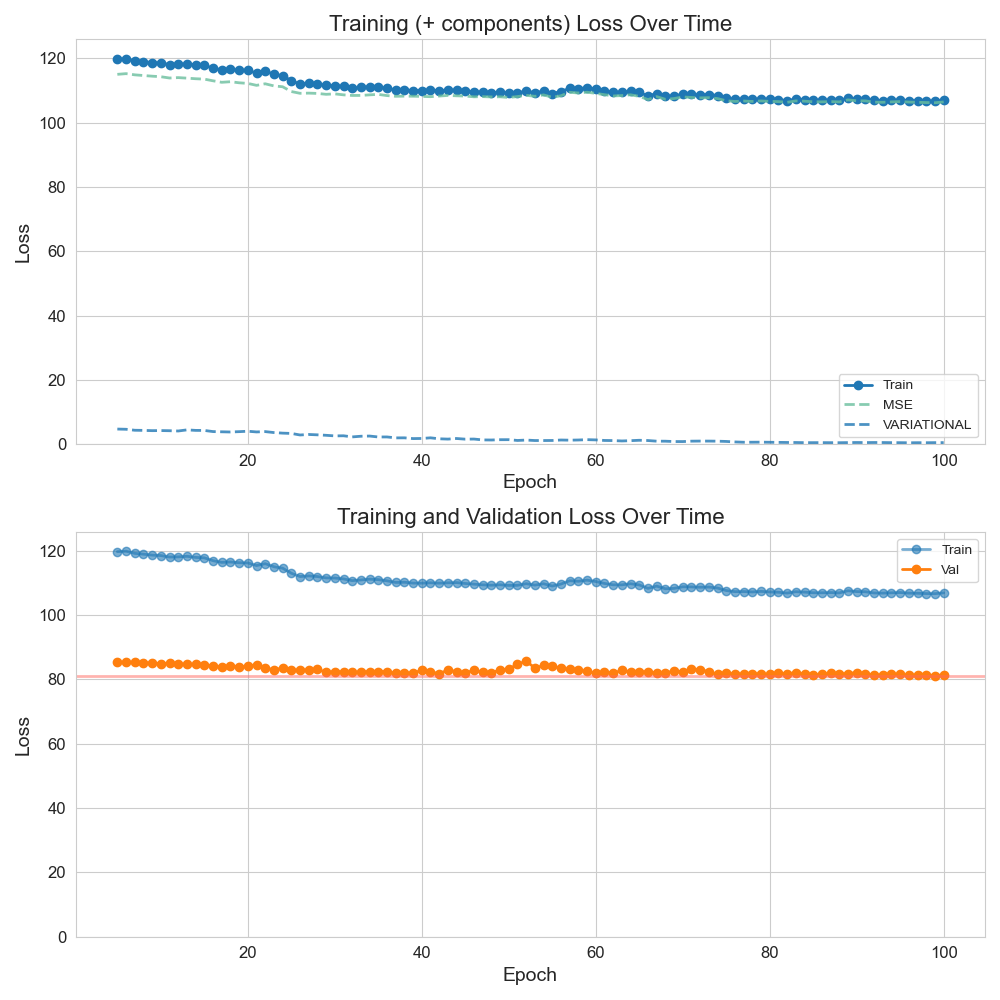 Training (+ components) Loss Over Time
120
100
80
60
40
20
0
Loss
Train
MSE
VARIATIONAL
20 40 60 80 100
Epoch
Training and Validation Loss Over Time
120
100
80
60
40
20
0
Loss
Train
Val
20 40 60 80 100
Epoch